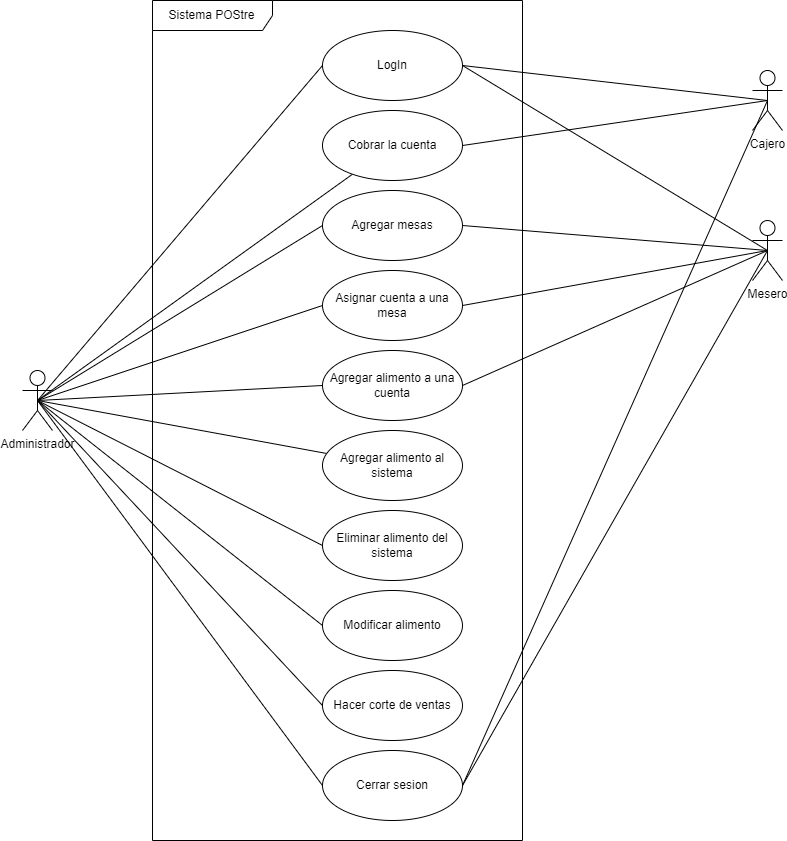 Sistema POStre
LogIn
Cobrar la cuenta
Cajero
Agregar mesas
Mesero
Asignar cuenta a una
mesa
Agregar alimento a una
cuenta
Administrador
Agregar alimento al
sistema
Eliminar alimento del
sistema
Modificar alimento
Hacer corte de ventas
Cerrar sesion